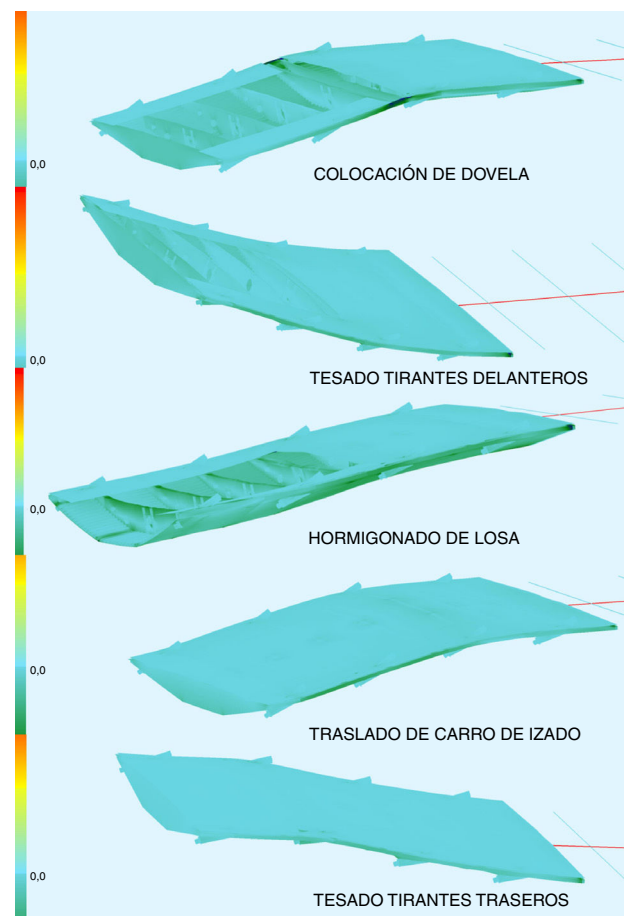 0,0
COLOCACIÓN DE DOVELA
0,0
TESADO TIRANTES DELANTEROS
0,0
HORMIGONADO DE LOSA
0,0
TRASLADO DE CARRO DE IZADO
0,0
TESADO TIRANTES TRASEROS